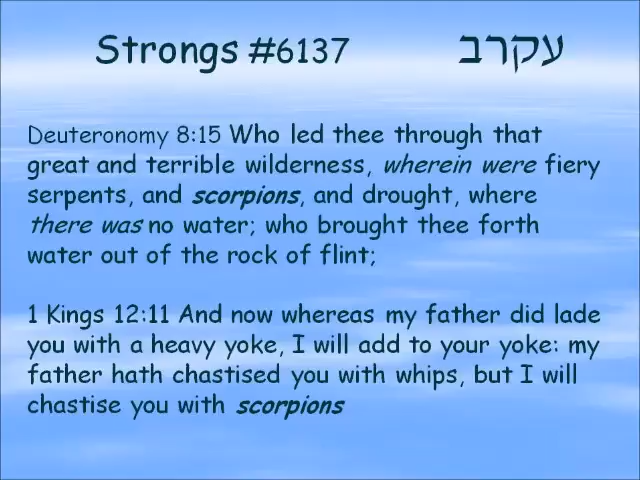 Strongs #6137 עקרב
Deuteronomy 8:15 Who led thee through that
great and terrible wilderness, wherein were fiery
serpents, and scorpions, and drought, where
there was no water; who brought thee forth
water out of the rock of flint;
1 Kings 12:11 And now whereas my father did lade
you with a heavy yoke, I will add to your yoke: my
father hath chastised you with whips, but I will
chastise you with scorpions